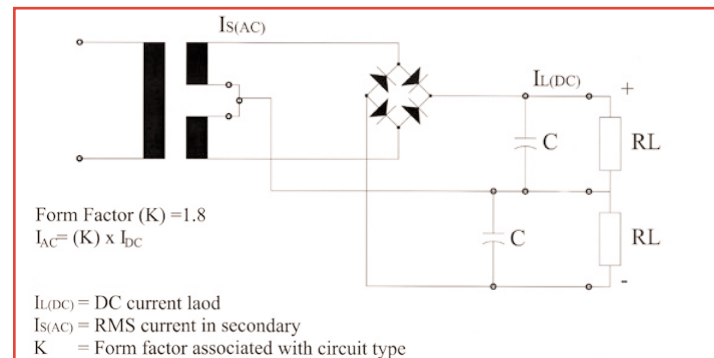 IS(AC)
IL(DC)
+
C
RL
Form Factor (K) =1.8
IAC= (K) x IDC
C
RL
-
IL(DC) = DC current laod
IS(AC) = RMS current in secondary
K = Form factor associated with circuit type